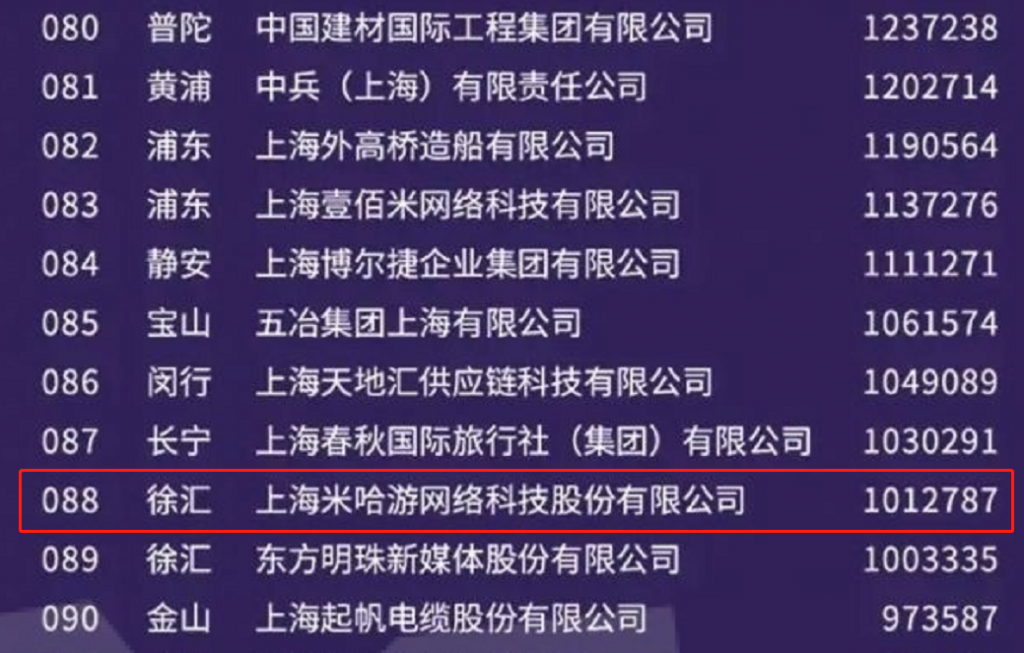 080 普陀 中国建材国际工程集团有限公司 1237238
081 黄浦 中兵（上海）有限责任公司 1202714
082 浦东 上海外高桥造船有限公司 1190564
083 浦东 上海壹佰米网络科技有限公司 1137276
084 静安 上海博尔捷企业集团有限公司 1111271
085 宝山 五冶集团上海有限公司 1061574
086 闵行 上海天地汇供应链科技有限公司 1049089
087 长宁 上海春秋国际旅行社（集团）有限公司 1030291
088 徐汇 上海米哈游网络科技股份有限公司 1012787
089 徐汇 东方明珠新媒体股份有限公司 1003335
090 金山 上海起帆电缆股份有限公司 973587